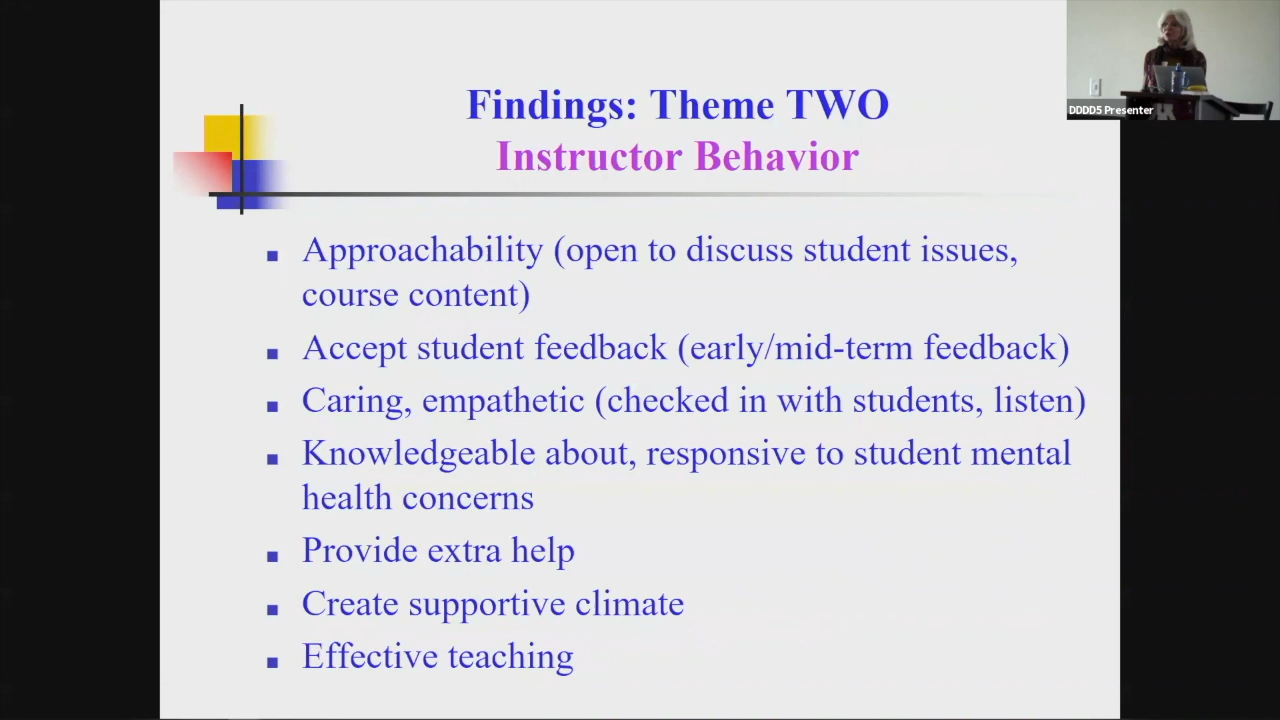 Findings: Theme TWO
Instructor Behavior
DDDD5 Presenter
Approachability (open to discuss student issues,
course content)
Accept student feedback (early/mid-term feedback)
Caring, empathetic (checked in with students, listen)
Knowledgeable about, responsive to student mental
health concerns
Provide extra help
Create supportive climate
Effective teaching